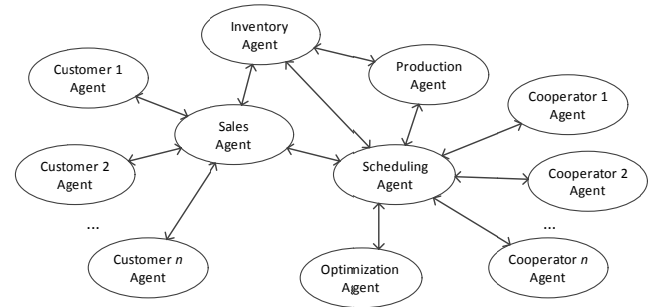 Inventory
Agent
Customer 1
Agent
Production
Agent
Cooperator 1
Agent
Sales
Agent
Customer 2
Agent
Scheduling
Agent
Cooperator 2
Agent
...
...
Customer n
Agent
Optimnization
Agent
Cooperator n
Agent